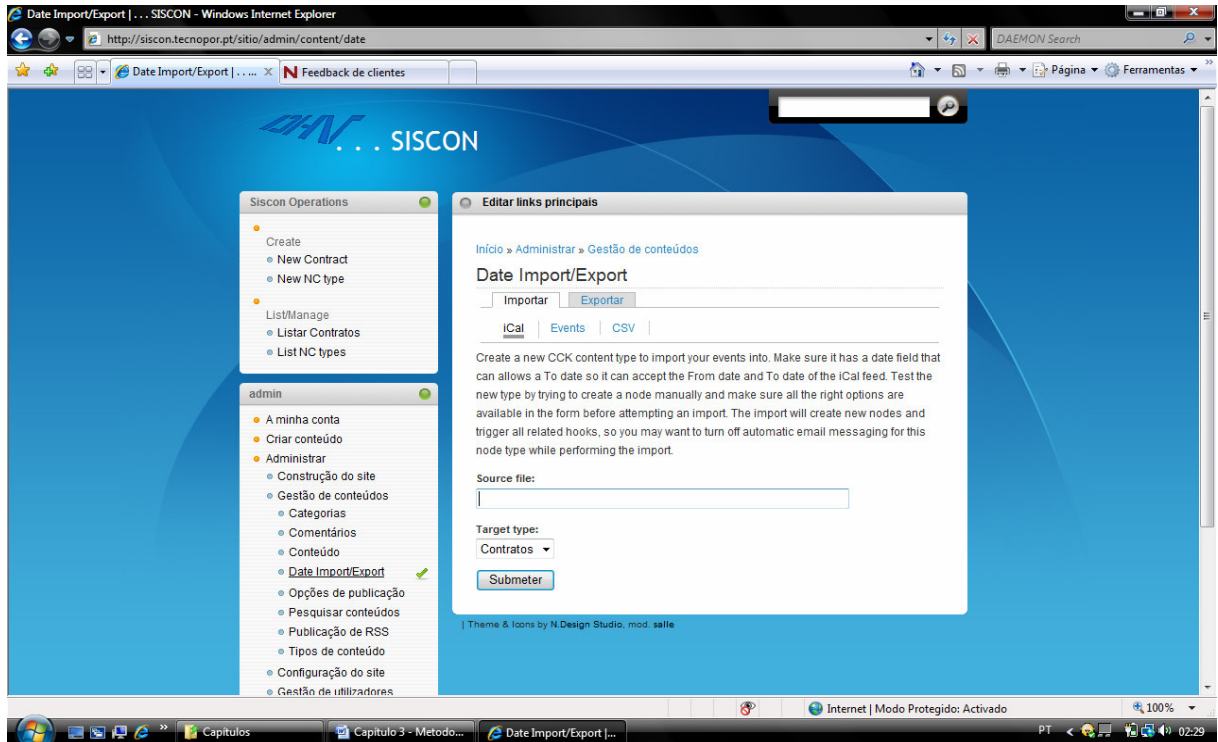 Date Import/Export | . . . SISCON - Windows Internet Explorer
http://siscon.tecnopor.pt/sitio/admin/content/date
DAEMON Search
Date Import/Export | . . ...
Feedback de clientes
Página
Ferramentas
DHV . . . SISCON
Siscon Operations
Create
New Contract
New NC type
List/Manage
Listar Contratos
List NC types
admin
A minha conta
Criar conteúdo
Administrar
Construção do site
Gestão de conteúdos
Categorias
Comentários
Conteúdo
Date Import/Export
Opções de publicação
Pesquisar conteúdos
Publicação de RSS
Tipos de conteúdo
Configuração do site
Gestão de utilizadores
Editar links principais
Início » Administrar » Gestão de conteúdos
Date Import/Export
Importar Exportar
iCal Events CSV
Create a new CCK content type to import your events into. Make sure it has a date field that
can allows a To date so it can accept the From date and To date of the iCal feed. Test the
new type by trying to create a node manually and make sure all the right options are
available in the form before attempting an import. The import will create new nodes and
trigger all related hooks, so you may want to turn off automatic email messaging for this
node type while performing the import.
Source file:
Target type:
Contratos
Submeter
| Theme & Icons by N.Design Studio, mod. salle
Internet | Modo Protegido: Activado
100%
Capítulos
Capítulo 3 - Metodo...
Date Import/Export |...
PT
02:29